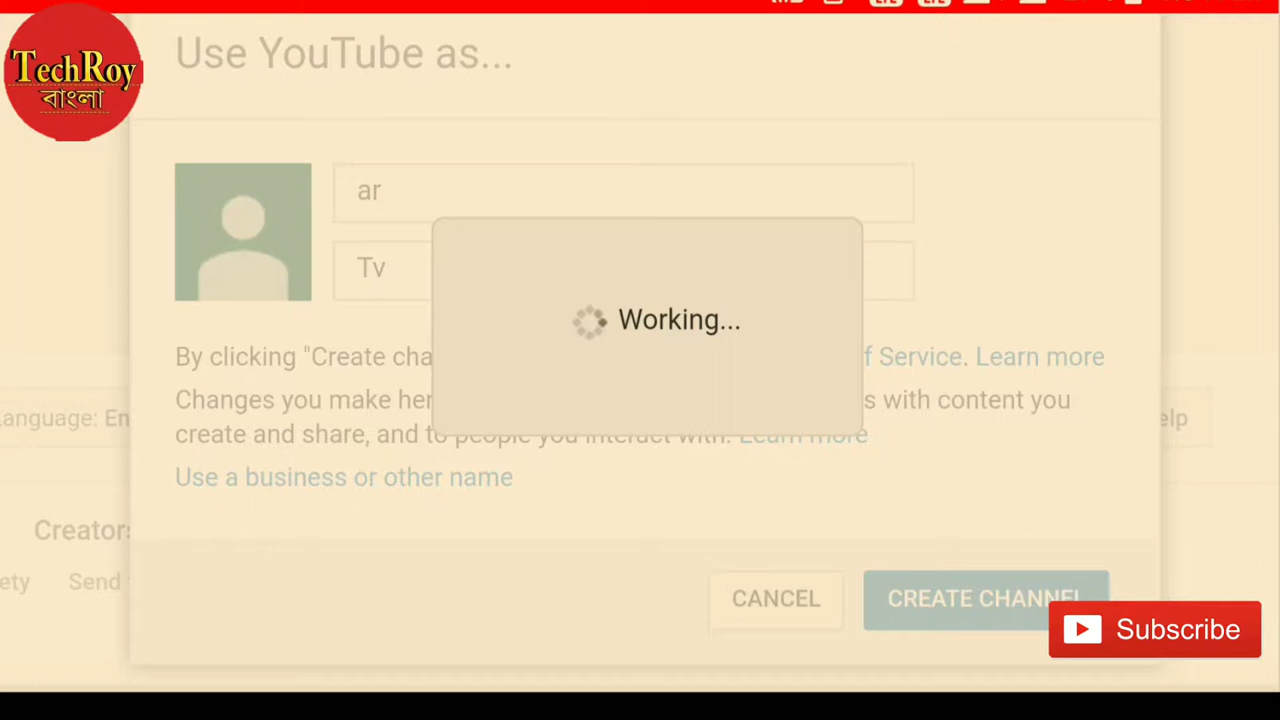 TechRoy
বাংলা
Use YouTube as...
ar
Tv
Working...
By clicking "Create cha
f Service. Learn more
Changes you make her
s with content you
create and share, and to people you interact with. Learn more
Use a business or other name
anguage: En
elp
Creators
ety Send
CANCEL
CREATE CHANNEL
Subscribe